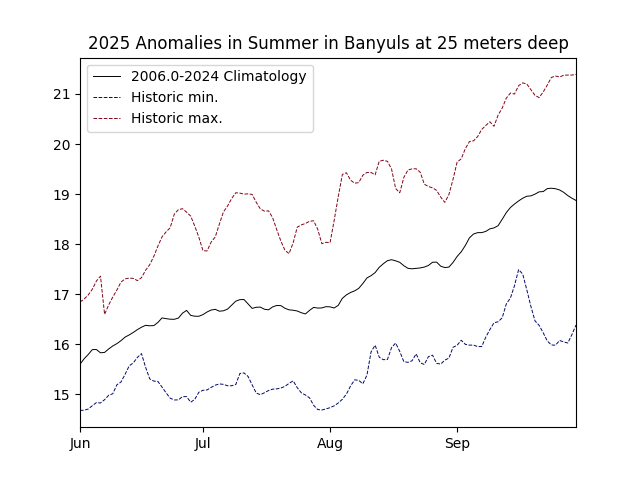 2025 Anomalies in Summer in Banyuls at 25 meters deep
2006.0-2024 Climatology
Historic min.
Historic max.
21
20
19
18
17
16
15
Jun
Jul
Aug
Sep